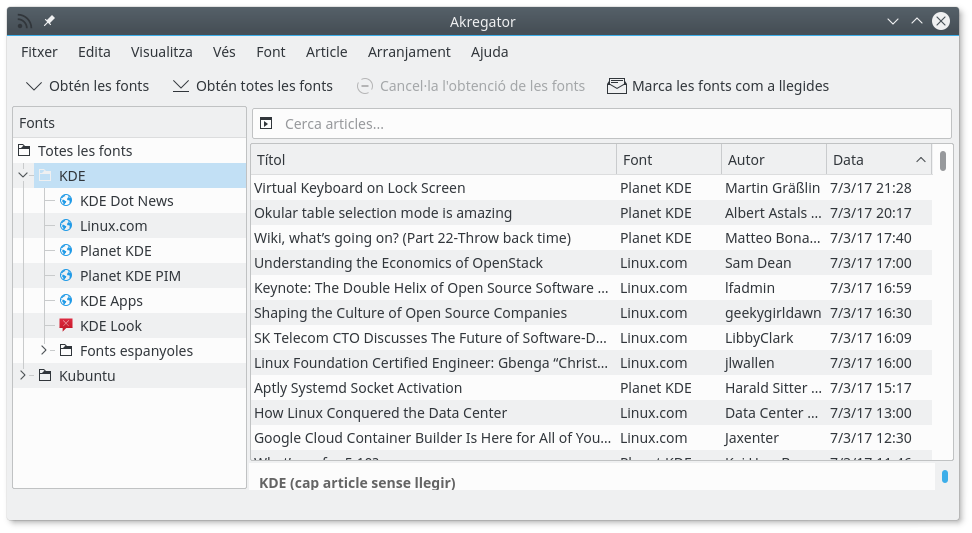 Akregator
Fitxer Edita Visualitza Vés Font Article Arranjament Ajuda
Obtén les fonts Obtén totes les fonts Cancel·la l'obtenció de les fonts Marca les fonts com a llegides
Fonts
Totes les fonts
KDE
KDE Dot News
Linux.com
Planet KDE
Planet KDE PIM
KDE Apps
KDE Look
Fonts espanyoles
Kubuntu
Cerca articles...
Títol Font Autor Data
Virtual Keyboard on Lock Screen Planet KDE Martin Gräßlin 7/3/17 21:28
Okular table selection mode is amazing Planet KDE Albert Astals ... 7/3/17 20:17
Wiki, what’s going on? (Part 22-Throw back time) Planet KDE Matteo Bona... 7/3/17 17:40
Understanding the Economics of OpenStack Linux.com Sam Dean 7/3/17 17:00
Keynote: The Double Helix of Open Source Software ... Linux.com lfadmin 7/3/17 16:59
Shaping the Culture of Open Source Companies Linux.com geekygirldawn 7/3/17 16:30
SK Telecom CTO Discusses The Future of Software-D... Linux.com LibbyClark 7/3/17 16:09
Linux Foundation Certified Engineer: Gbenga “Christ... Linux.com jlwallen 7/3/17 16:00
Aptly Systemd Socket Activation Planet KDE Harald Sitter ... 7/3/17 15:17
How Linux Conquered the Data Center Linux.com Data Center ... 7/3/17 13:00
Google Cloud Container Builder Is Here for All of You... Linux.com Jaxenter 7/3/17 12:30
KDE (cap article sense llegir)